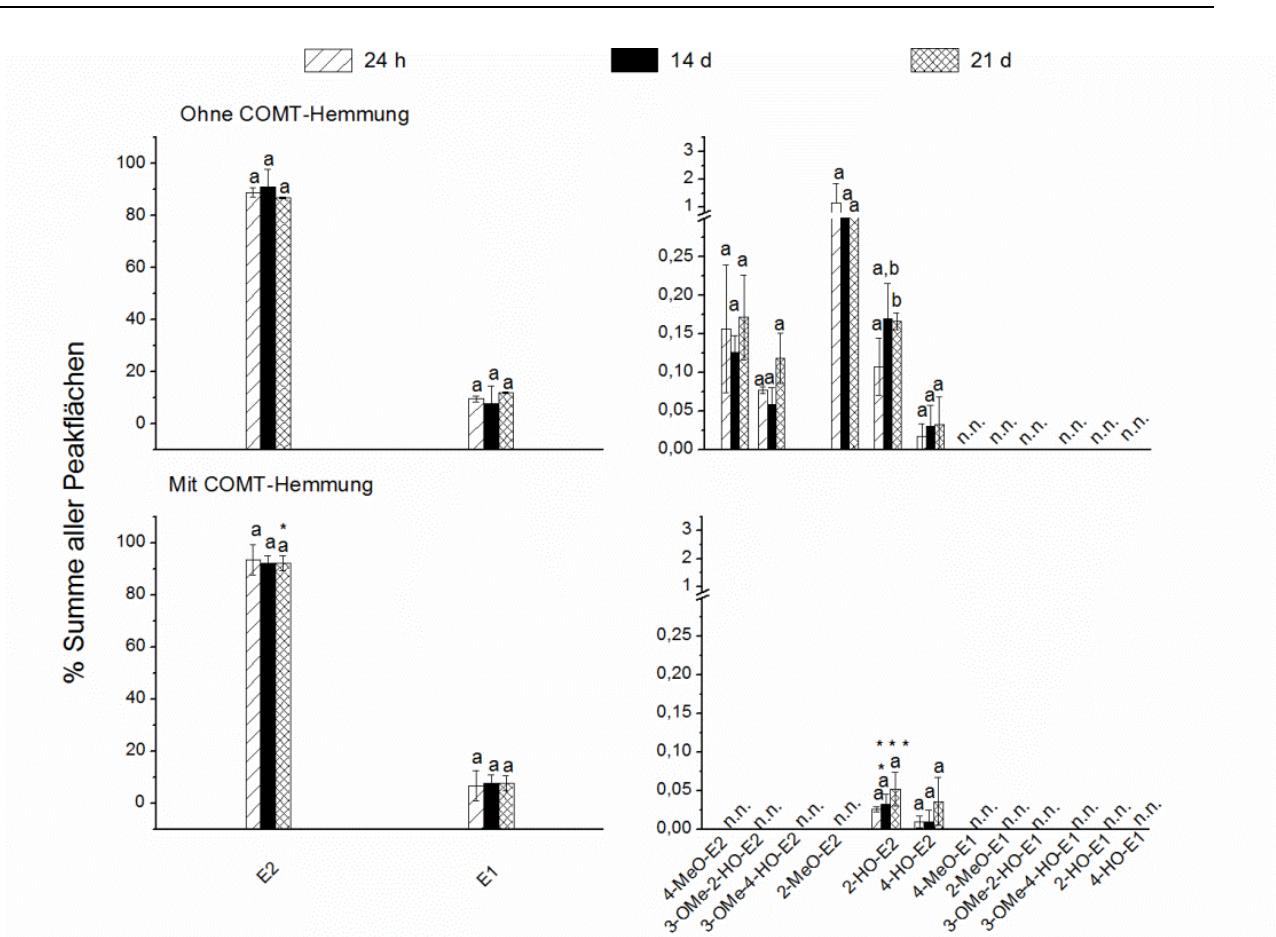 24 h
14 d
21 d
Ohne COMT-Hemmung
100
80
60
40
20
0
a
a
a
a
a
a
3
2
1
0,25
0,20
0,15
0,10
0,05
0,00
a
a
a
a
a
a
a
a
a
a
a,b
b
a
a
a
n.n.
n.n.
n.n.
n.n.
n.n.
n.n.
% Summe aller Peakflächen
Mit COMT-Hemmung
100
80
60
40
20
0
a
a
*
a
a
a
a
E2
E1
3
2
1
0,25
0,20
0,15
0,10
0,05
0,00
n.n.
n.n.
n.n.
n.n.
* * *
*
a
a
a
a
a
a
n.n.
n.n.
n.n.
n.n.
n.n.
n.n.
4-MeO-E2
3-OMe-2-HO-E2
3-OMe-4-HO-E2
2-MeO-E2
2-HO-E2
4-HO-E2
4-MeO-E1
2-MeO-E1
3-OMe-2-HO-E1
3-OMe-4-HO-E1
2-HO-E1
4-HO-E1